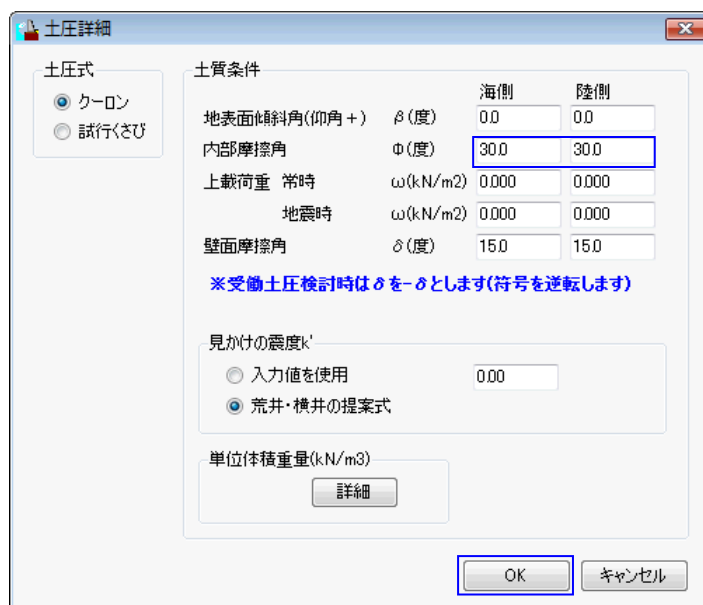 土圧詳細
土圧式
クーロン
試行くさび
土質条件
海側 陸側
地表面傾斜角(仰角+) β(度) 0.0 0.0
内部摩擦角 Φ(度) 30.0 30.0
上載荷重 常時 ω(kN/m2) 0.000 0.000
地震時 ω(kN/m2) 0.000 0.000
壁面摩擦角 δ(度) 15.0 15.0
※受働土圧検討時はδを-δとします(符号を逆転します)
見かけの震度k'
入力値を使用 0.00
荒井・横井の提案式
単位体積重量(kN/m3)
詳細
OK キャンセル